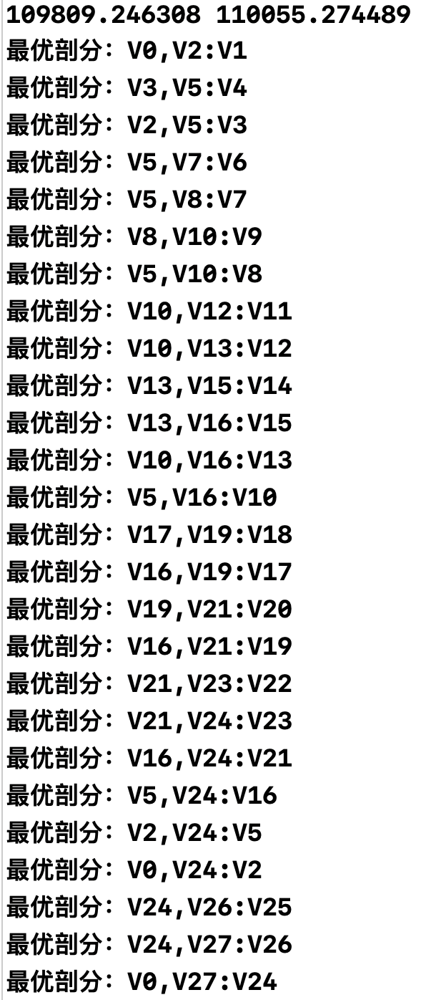 109809.246308 110055.274489
最优剖分：V0,V2:V1
最优剖分：V3,V5:V4
最优剖分：V2,V5:V3
最优剖分：V5,V7:V6
最优剖分：V5,V8:V7
最优剖分：V8,V10:V9
最优剖分：V5,V10:V8
最优剖分：V10,V12:V11
最优剖分：V10,V13:V12
最优剖分：V13,V15:V14
最优剖分：V13,V16:V15
最优剖分：V10,V16:V13
最优剖分：V5,V16:V10
最优剖分：V17,V19:V18
最优剖分：V16,V19:V17
最优剖分：V19,V21:V20
最优剖分：V16,V21:V19
最优剖分：V21,V23:V22
最优剖分：V21,V24:V23
最优剖分：V16,V24:V21
最优剖分：V5,V24:V16
最优剖分：V2,V24:V5
最优剖分：V0,V24:V2
最优剖分：V24,V26:V25
最优剖分：V24,V27:V26
最优剖分：V0,V27:V24